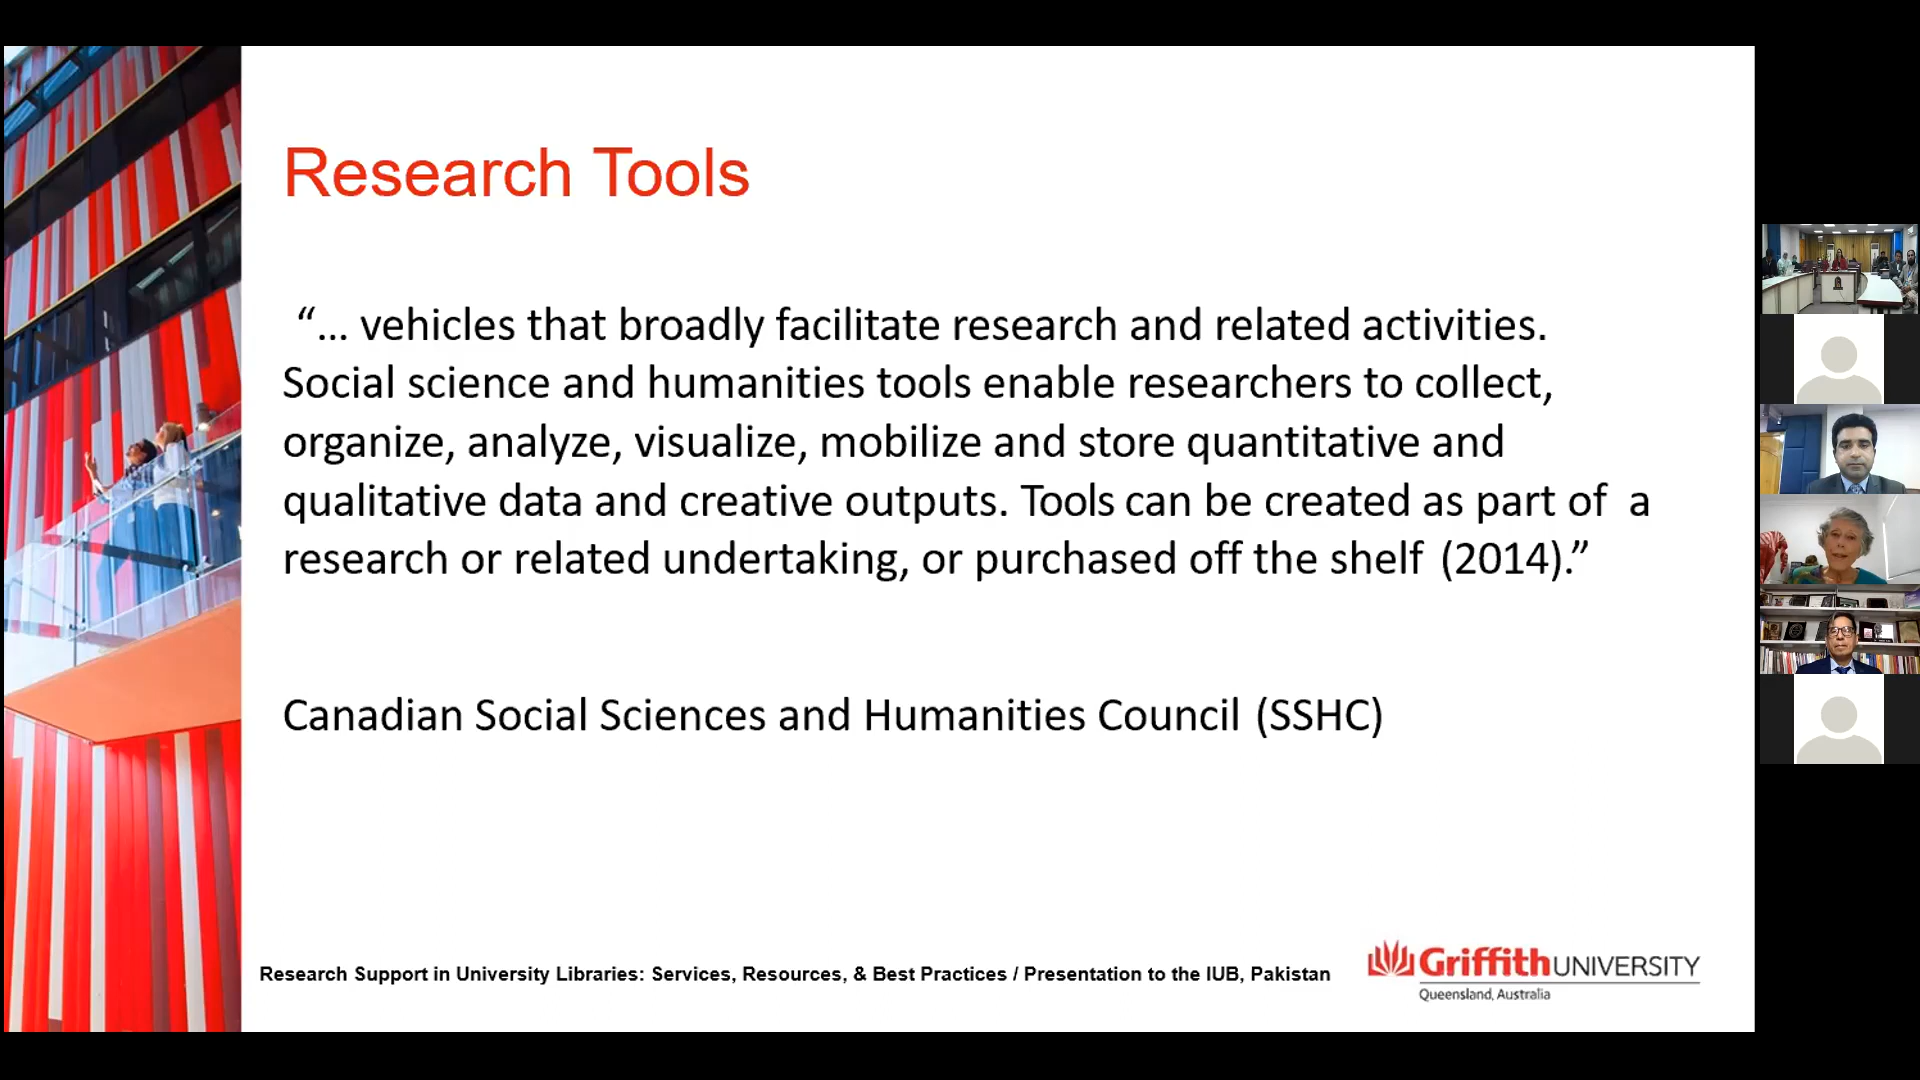 Research Tools
“... vehicles that broadly facilitate research and related activities.
Social science and humanities tools enable researchers to collect,
organize, analyze, visualize, mobilize and store quantitative and
qualitative data and creative outputs. Tools can be created as part of a
research or related undertaking, or purchased off the shelf (2014).”
Canadian Social Sciences and Humanities Council (SSHC)
Research Support in University Libraries: Services, Resources, & Best Practices / Presentation to the IUB, Pakistan
Griffith UNIVERSITY
Queensland, Australia